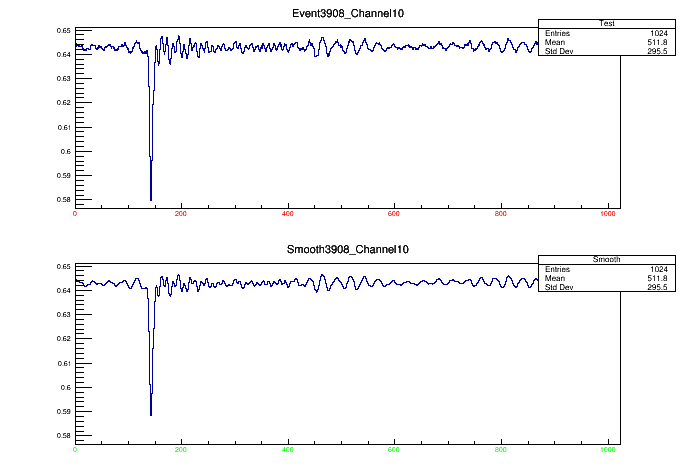 Event3908_Channel10
Test
Entries 1024
Mean 511.8
Std Dev 295.5
0.65
0.64
0.63
0.62
0.61
0.6
0.59
0.58
0 200 400 600 800 1000
Smooth3908_Channel10
Smooth
Entries 1024
Mean 511.8
Std Dev 295.5
0.65
0.64
0.63
0.62
0.61
0.6
0.59
0.58
0 200 400 600 800 1000